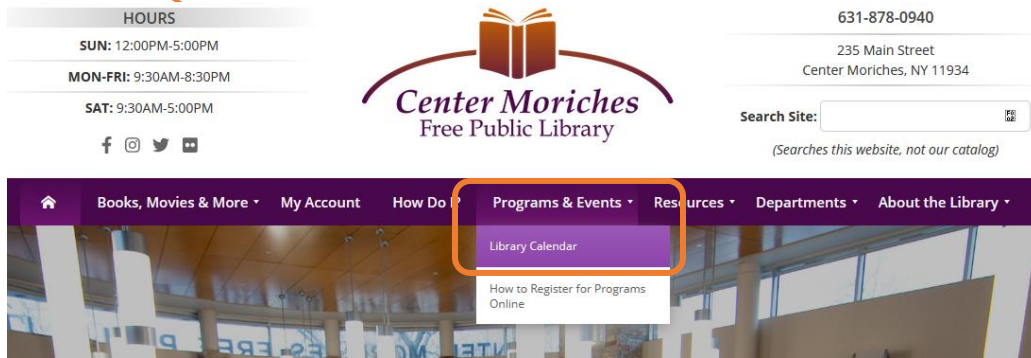 HOURS
SUN: 12:00PM-5:00PM
MON-FRI: 9:30AM-8:30PM
SAT: 9:30AM-5:00PM
Center Moriches
Free Public Library
631-878-0940
235 Main Street
Center Moriches, NY 11934
Search Site:
(Searches this website, not our catalog)
Books, Movies & More My Account How Do I? Programs & Events Resources Departments About the Library
Library Calendar
How to Register for Programs
Online